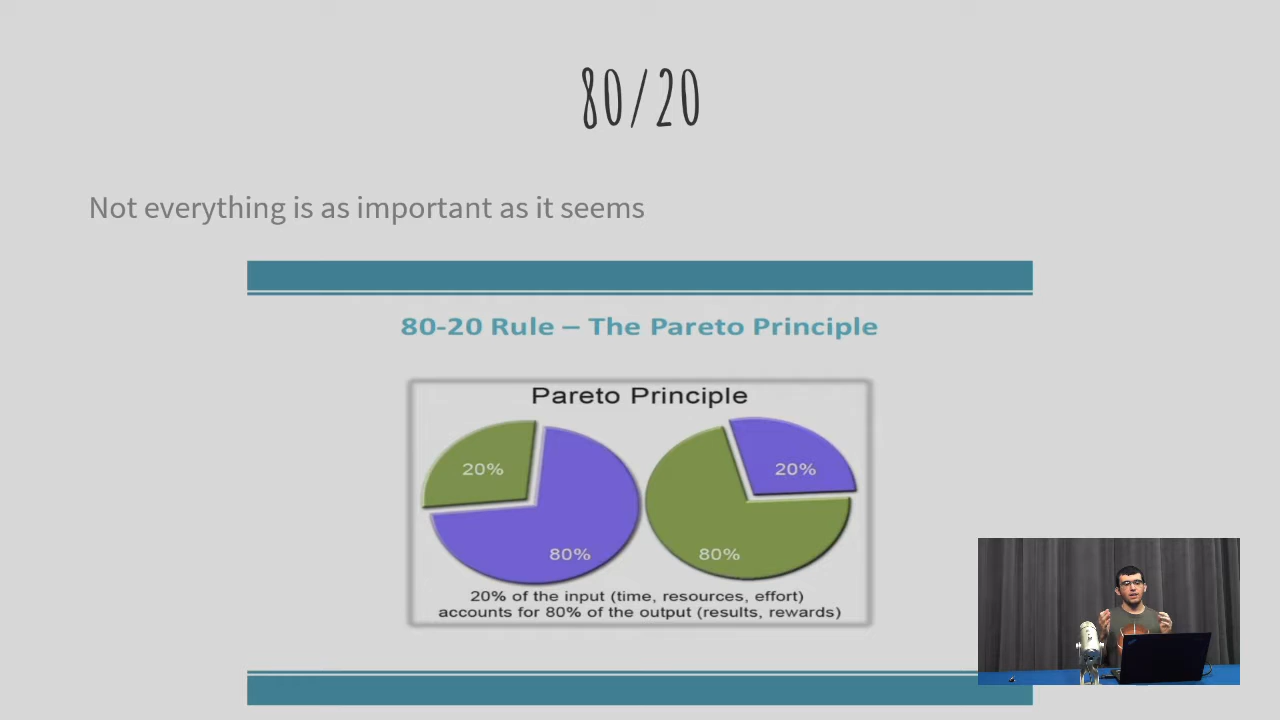 80/20
Not everything is as important as it seems
80-20 Rule – The Pareto Principle
Pareto Principle
20%
80%
20%
80%
20% of the input (time, resources, effort)
accounts for 80% of the output (results, rewards)